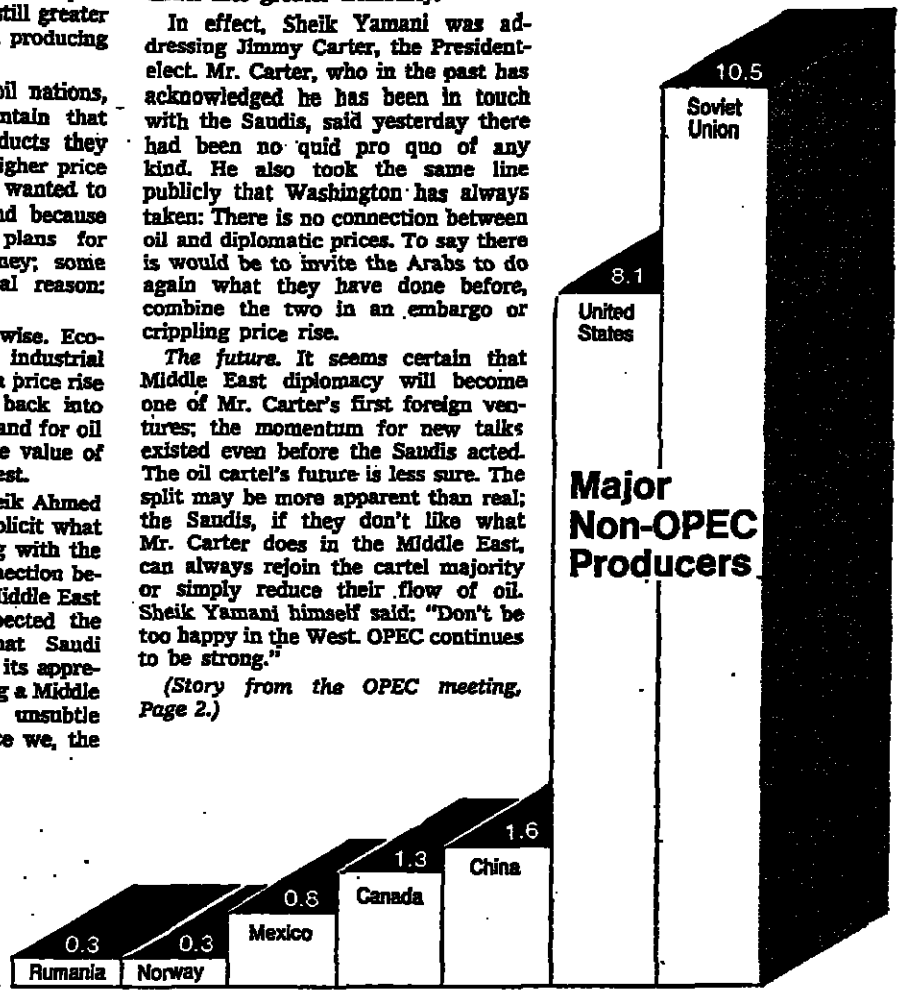 still greater
producing
oil nations,
ntain that
ducts they
igher price
wanted to
nd because
plans for
ney; some
al reason:
wise. Eco-
industrial
a price rise
back into
and for oil
e value of
est.
eik Ahmed
plicit what
g with the
nection be-
Middle East
pected the
hat Saudi
its appre-
g a Middle
unsubtle
ce we, the
In effect, Sheik Yamani was ad-
dressing Jimmy Carter, the President-
elect. Mr. Carter, who in the past has
acknowledged he has been in touch
with the Saudis, said yesterday there
had been no quid pro quo of any
kind. He also took the same line
publicly that Washington has always
taken: There is no connection between
oil and diplomatic prices. To say there
is would be to invite the Arabs to do
again what they have done before,
combine the two in an embargo or
crippling price rise.
The future. It seems certain that
Middle East diplomacy will become
one of Mr. Carter's first foreign ven-
tures; the momentum for new talks
existed even before the Saudis acted.
The oil cartel's future is less sure. The
split may be more apparent than real;
the Saudis, if they don't like what
Mr. Carter does in the Middle East,
can always rejoin the cartel majority
or simply reduce their flow of oil.
Sheik Yamani himself said: "Don't be
too happy in the West. OPEC continues
to be strong."
(Story from the OPEC meeting,
Page 2.)
Major
Non-OPEC
Producers
0.3
Rumania
0.3
Norway
0.8
Mexico
1.3
Canada
1.6
China
8.1
United
States
10.5
Soviet
Union